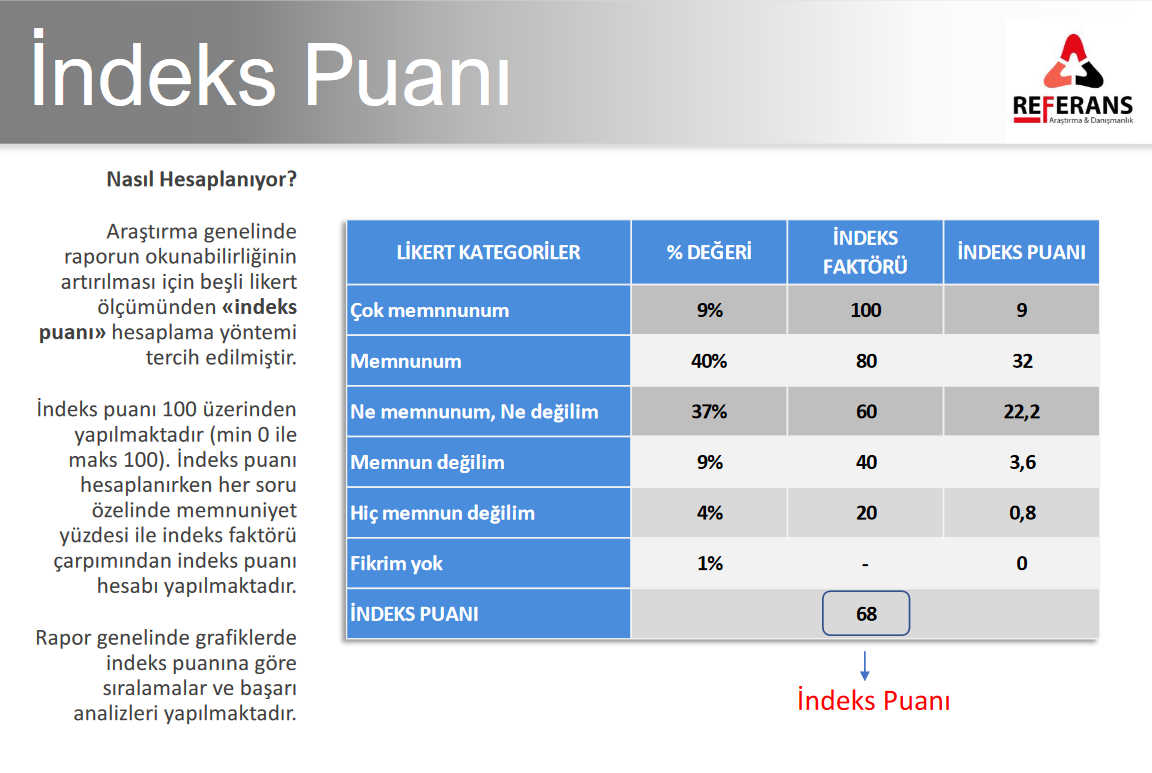 İndeks Puanı
REFERANS
Araştırma & Danışmanlık
Nasıl Hesaplanıyor?
Araştırma genelinde
raporun okunabilirliğinin
artırılması için beşli likert
ölçümünden «indeks
puanı» hesaplama yöntemi
tercih edilmiştir.
İndeks puanı 100 üzerinden
yapılmaktadır (min 0 ile
maks 100). İndeks puanı
hesaplanırken her soru
özelinde memnuniyet
yüzdesi ile indeks faktörü
çarpımından indeks puanı
hesabı yapılmaktadır.
Rapor genelinde grafiklerde
indeks puanına göre
sıralamalar ve başarı
analizleri yapılmaktadır.
LİKERT KATEGORİLER % DEĞERİ İNDEKS FAKTÖRÜ İNDEKS PUANI
Çok memnnunum 9% 100 9
Memnunum 40% 80 32
Ne memnunum, Ne değilim 37% 60 22,2
Memnun değilim 9% 40 3,6
Hiç memnun değilim 4% 20 0,8
Fikrim yok 1% - 0
İNDEKS PUANI 68
İndeks Puanı